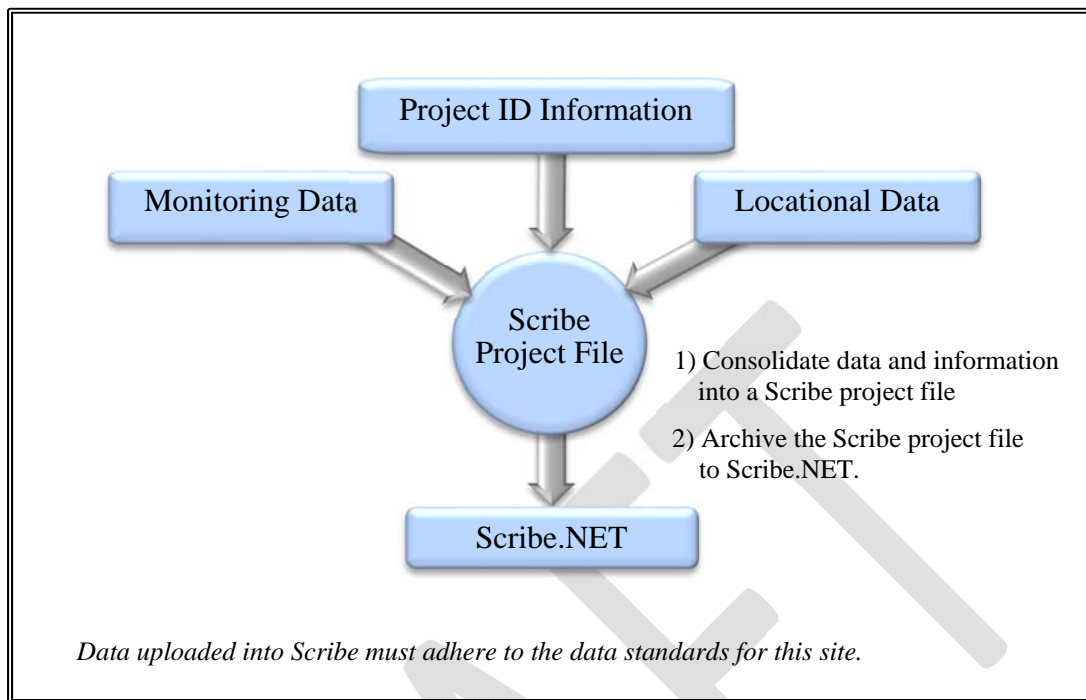 Project ID Information
Monitoring Data
Locational Data
Scribe
Project File
1) Consolidate data and information
into a Scribe project file
2) Archive the Scribe project file
to Scribe.NET.
Scribe.NET
Data uploaded into Scribe must adhere to the data standards for this site.